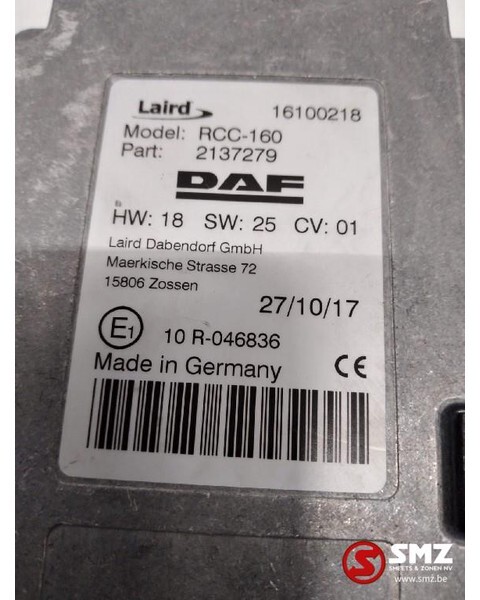 Laird 16100218
Model: RCC-160
Part: 2137279
DAF
HW: 18 SW: 25 CV: 01
Laird Dabendorf GmbH
Maerkische Strasse 72
15806 Zossen
27/10/17
E1 10 R-046836
Made in Germany CE
SMZ
SMEETS & ZONEN NV
www.smz.be